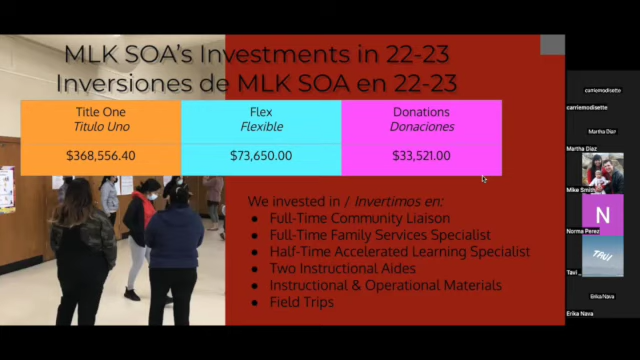 MLK SOA's Investments in 22-23
Inversiones de MLK SOA en 22-23
Title One
Titulo Uno
Flex
Flexible
Donations
Donaciones
$368,556.40
$73,650.00
$33,521.00
We invested in / Invertimos en:
● Full-Time Community Liaison
● Full-Time Family Services Specialist
● Half-Time Accelerated Learning Specialist
● Two Instructional Aides
● Instructional & Operational Materials
● Field Trips
carriemodisette
carriemodisette
Martha Diaz
Martha Diaz
Mike Smith
N
Norma Perez
TAVI
Tavi _
Erika Nava
Erika Nava